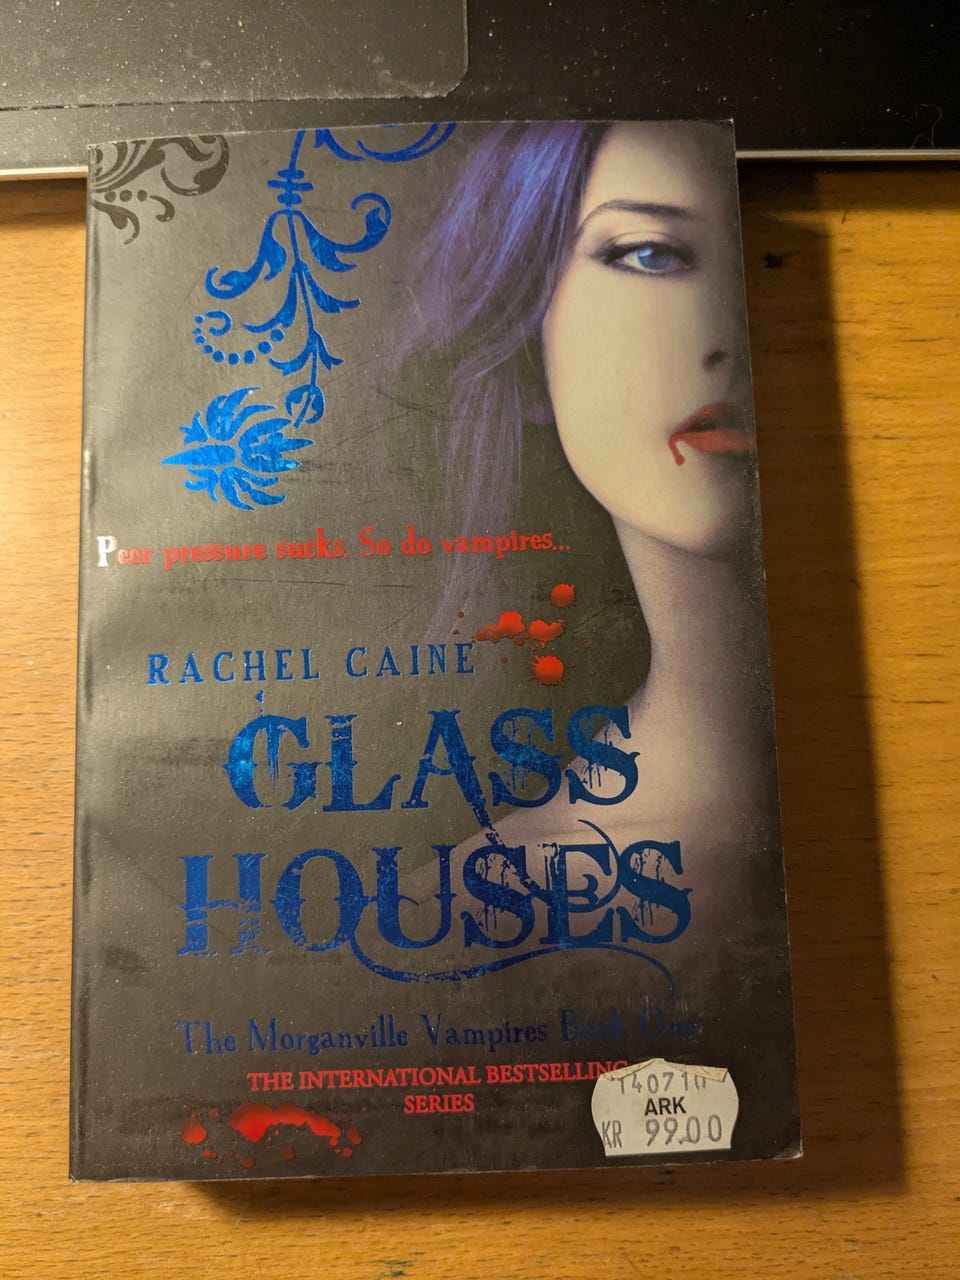 Peer pressure sucks. So do vampires...
RACHEL CAINE
GLASS
HOUSES
The Morganville Vampires Book One
THE INTERNATIONAL BESTSELLING
SERIES
140710
ARK
KR 99.00